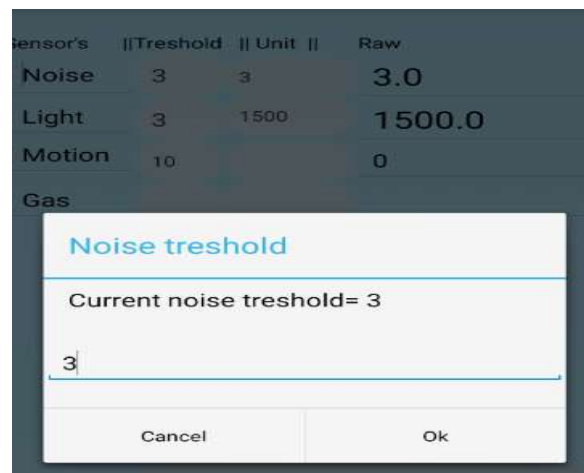 Sensor's ||Treshold || Unit || Raw
Noise 3 3 3.0
Light 3 1500 1500.0
Motion 10 0
Gas
Noise treshold
Current noise treshold= 3
3
Cancel Ok